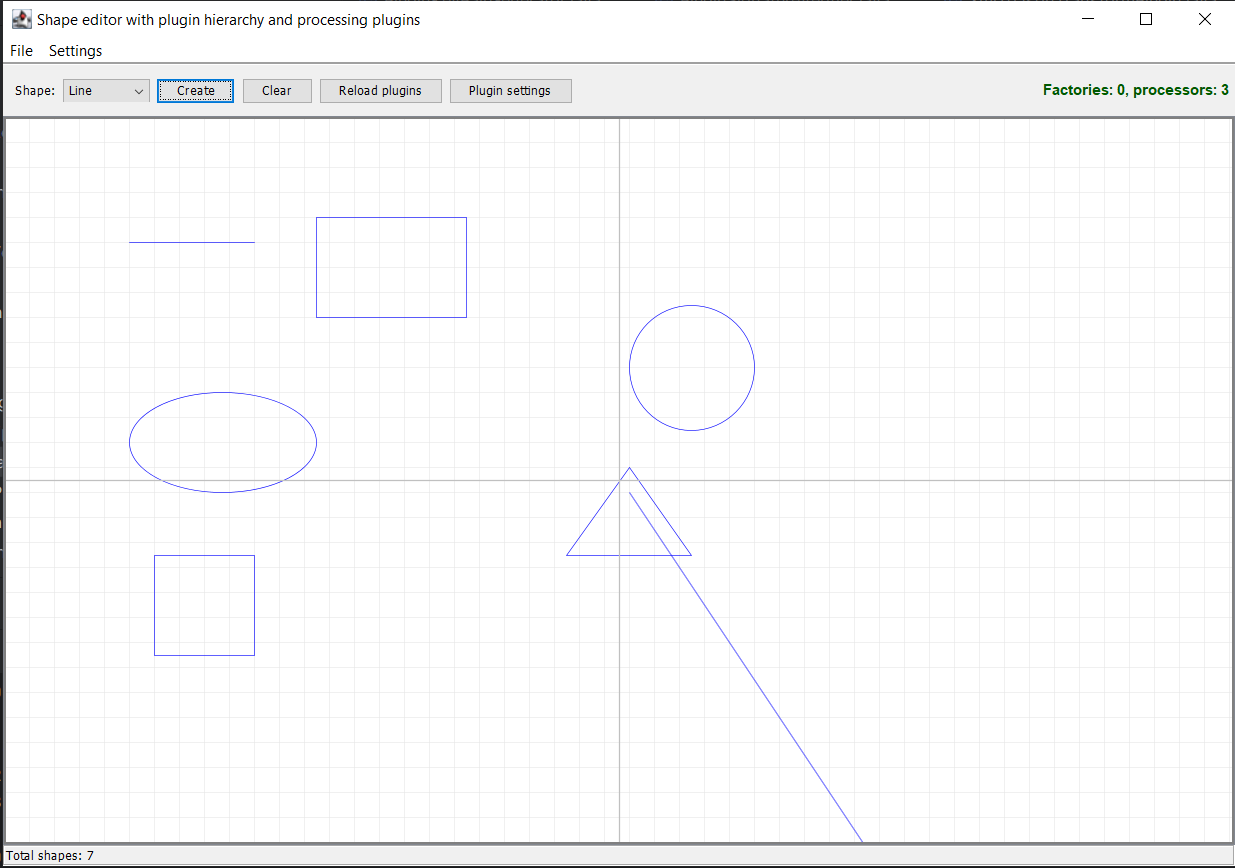 Shape editor with plugin hierarchy and processing plugins
File Settings
Shape: Line Create Clear Reload plugins Plugin settings Factories: 0, processors: 3
Total shapes: 7